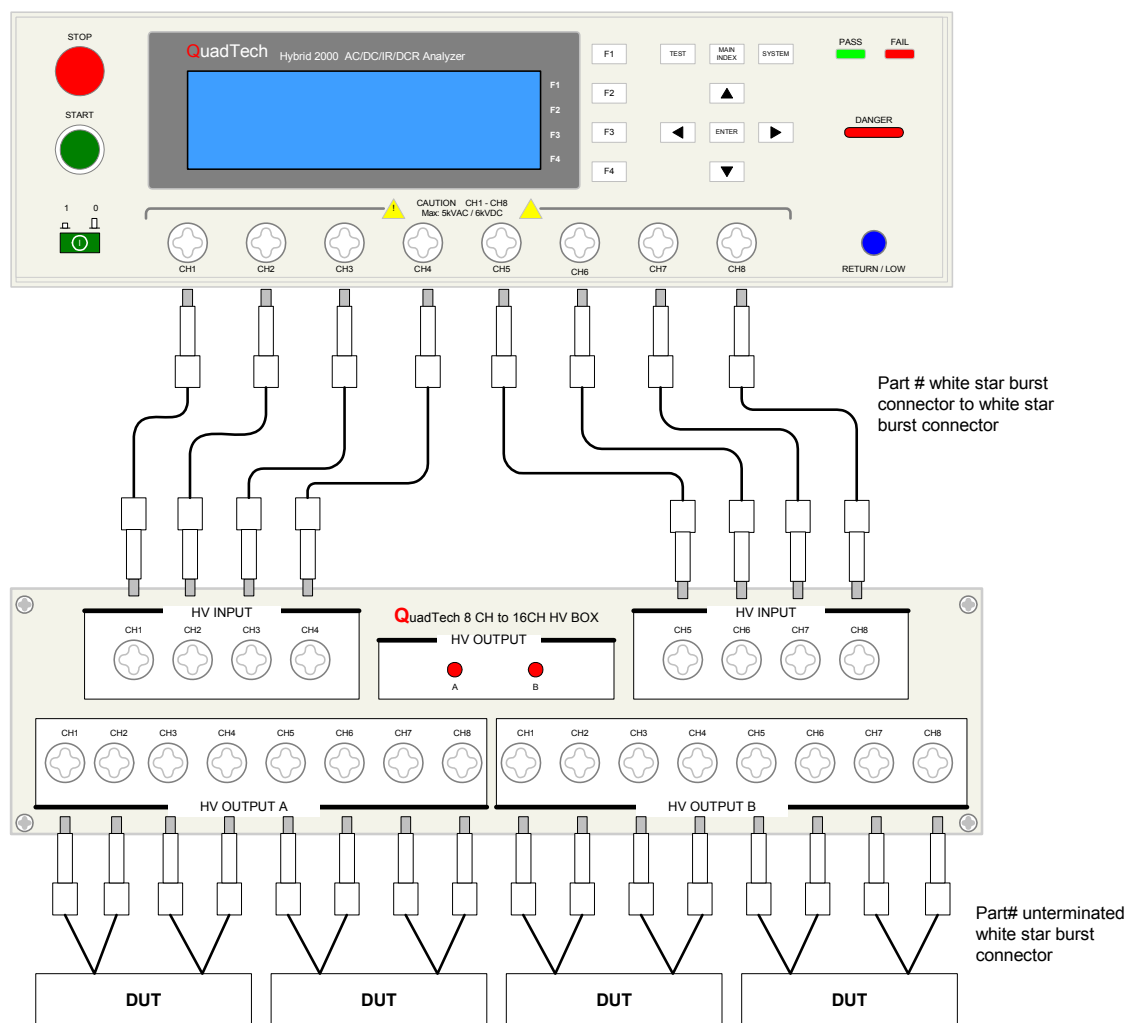 STOP
START
1 0
QuadTech Hybrid 2000 AC/DC/IR/DCR Analyzer
F1
F2
F3
F4
F1
F2
F3
F4
TEST
MAIN
INDEX
SYSTEM
ENTER
PASS FAIL
DANGER
! CAUTION CH1 - CH8
Max: 5kVAC / 6kVDC
CH1 CH2 CH3 CH4 CH5 CH6 CH7 CH8
RETURN / LOW
Part # white star burst
connector to white star
burst connector
HV INPUT
CH1 CH2 CH3 CH4
QuadTech 8 CH to 16CH HV BOX
HV OUTPUT
A B
HV INPUT
CH5 CH6 CH7 CH8
CH1 CH2 CH3 CH4 CH5 CH6 CH7 CH8
HV OUTPUT A
CH1 CH2 CH3 CH4 CH5 CH6 CH7 CH8
HV OUTPUT B
Part# unterminated
white star burst
connector
DUT DUT DUT DUT